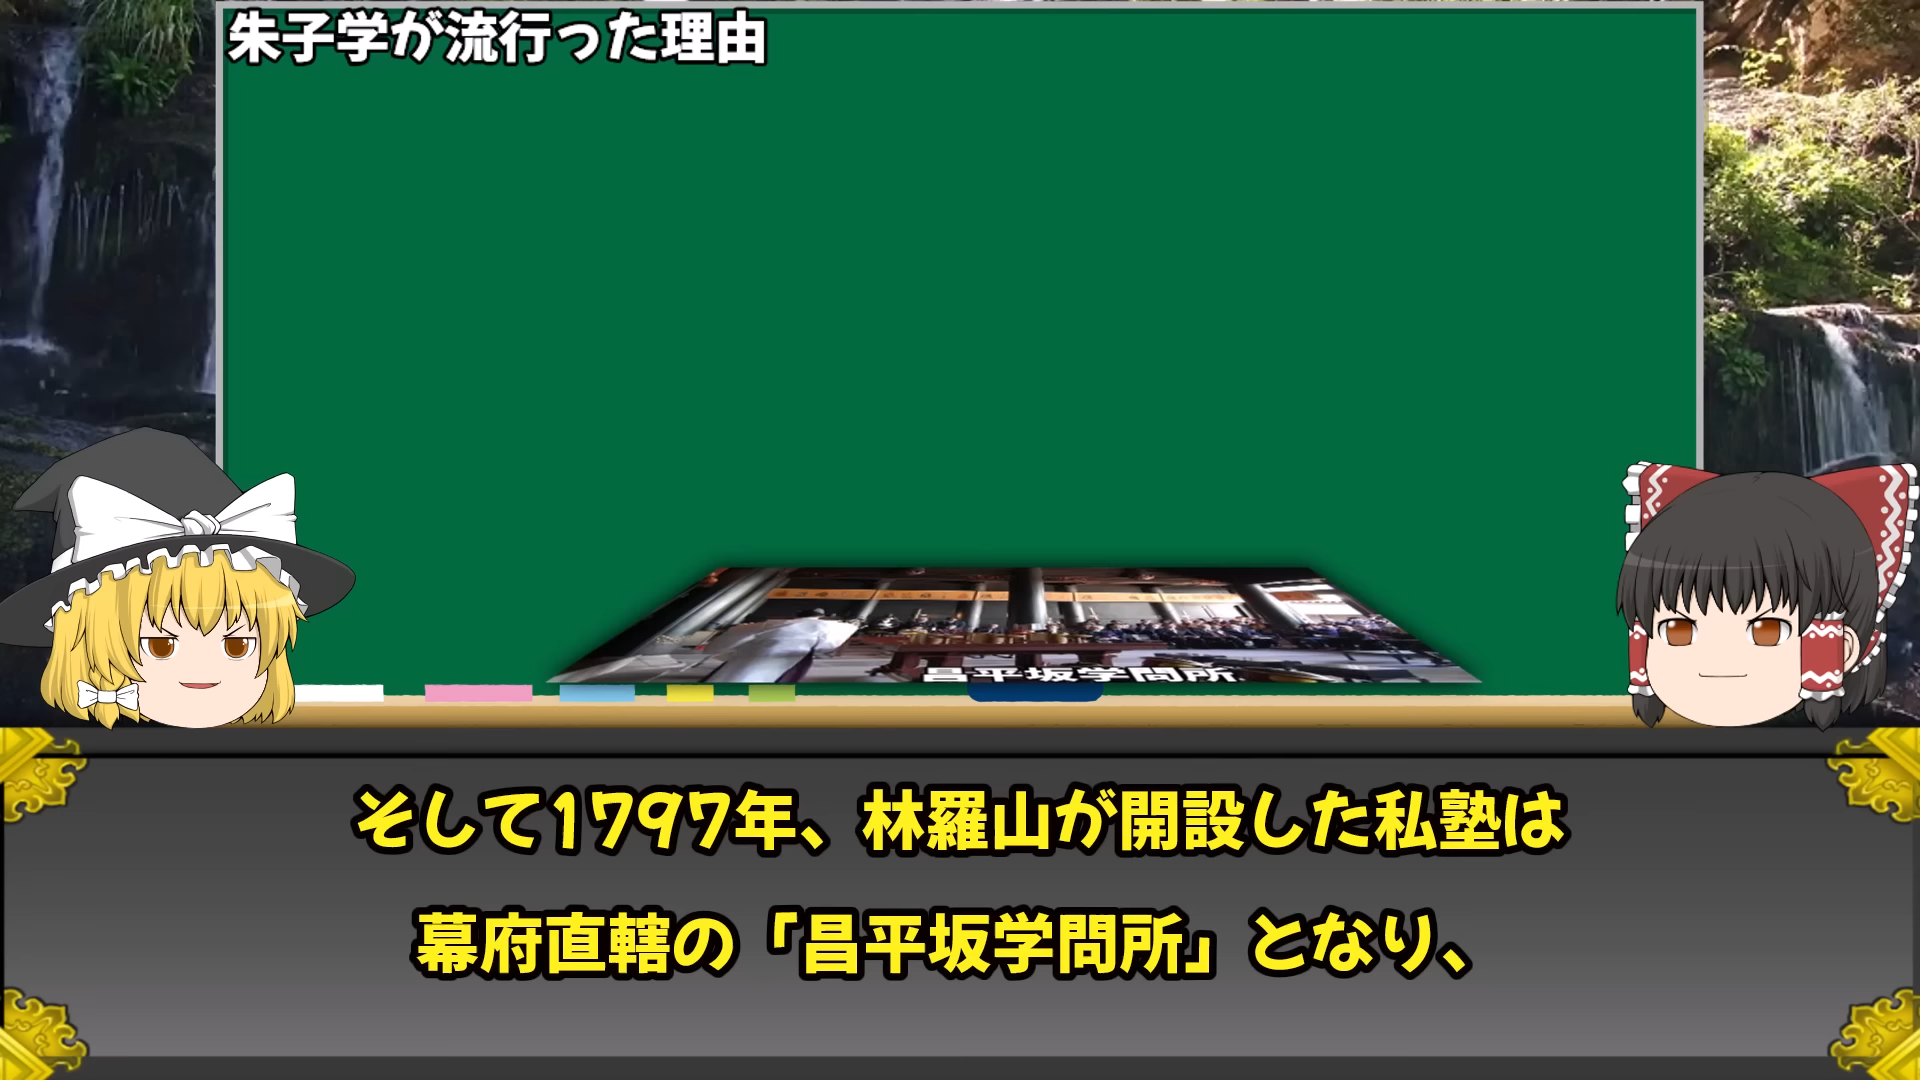 朱子学が流行った理由
昌平坂学問所
そして1797年、林羅山が開設した私塾は
幕府直轄の「昌平坂学問所」となり、